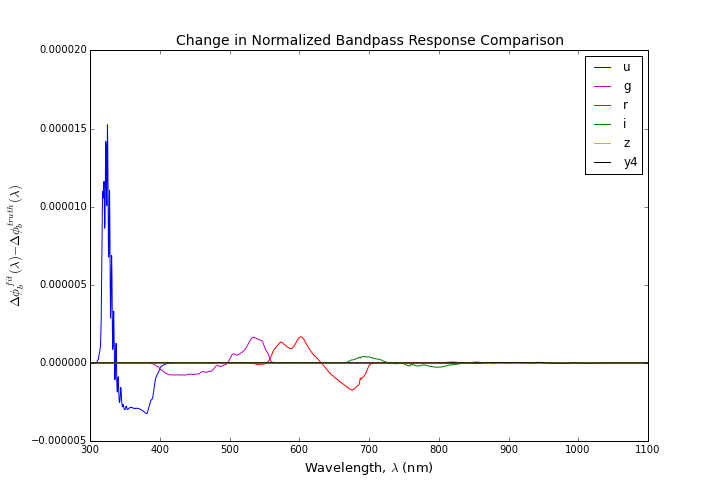 Change in Normalized Bandpass Response Comparison
0.000020
0.000015
0.000010
0.000005
0.000000
−0.000005
Δϕ_b^{fit}(λ)−Δϕ_b^{truth}(λ)
u
g
r
i
z
y4
300 400 500 600 700 800 900 1000 1100
Wavelength, λ (nm)